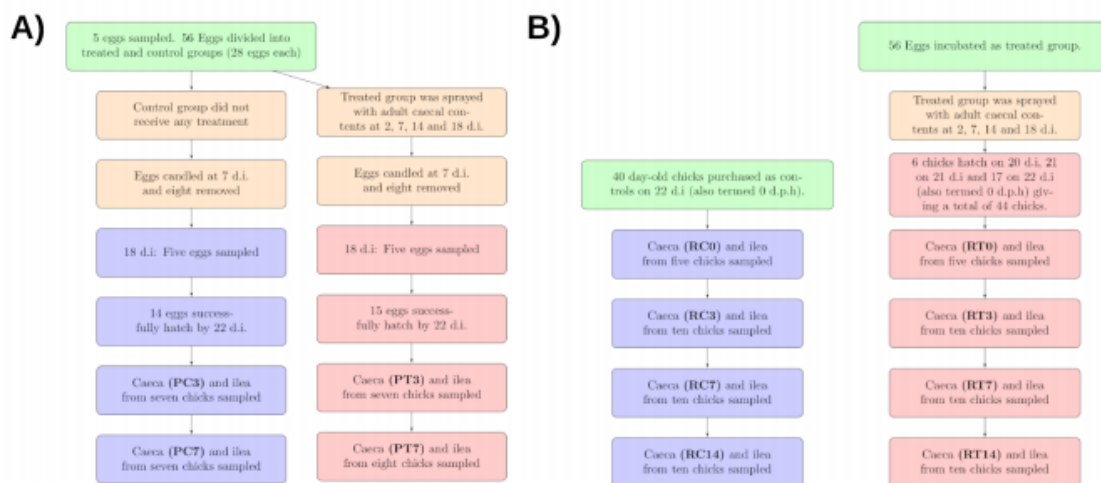 A)
5 eggs sampled. 56 Eggs divided into
treated and control groups (28 eggs each)
Control group did not
receive any treatment
Eggs candled at 7 d.i.
and eight removed
18 d.i: Five eggs sampled
14 eggs success-
fully hatch by 22 d.i.
Caeca (PC3) and ilea
from seven chicks sampled
Caeca (PC7) and ilea
from seven chicks sampled
Treated group was sprayed
with adult caecal con-
tents at 2, 7, 14 and 18 d.i.
Eggs candled at 7 d.i.
and eight removed
18 d.i: Five eggs sampled
15 eggs success-
fully hatch by 22 d.i.
Caeca (PT3) and ilea
from seven chicks sampled
Caeca (PT7) and ilea
from eight chicks sampled
B)
40 day-old chicks purchased as con-
trols on 22 d.i (also termed 0 d.p.h).
Caeca (RC0) and ilea
from five chicks sampled
Caeca (RC3) and ilea
from ten chicks sampled
Caeca (RC7) and ilea
from ten chicks sampled
Caeca (RC14) and ilea
from ten chicks sampled
56 Eggs incubated as treated group.
Treated group was sprayed
with adult caecal con-
tents at 2, 7, 14 and 18 d.i.
6 chicks hatch on 20 d.i, 21
on 21 d.i and 17 on 22 d.i
(also termed 0 d.p.h) giv-
ing a total of 44 chicks.
Caeca (RT0) and ilea
from five chicks sampled
Caeca (RT3) and ilea
from ten chicks sampled
Caeca (RT7) and ilea
from ten chicks sampled
Caeca (RT14) and ilea
from ten chicks sampled